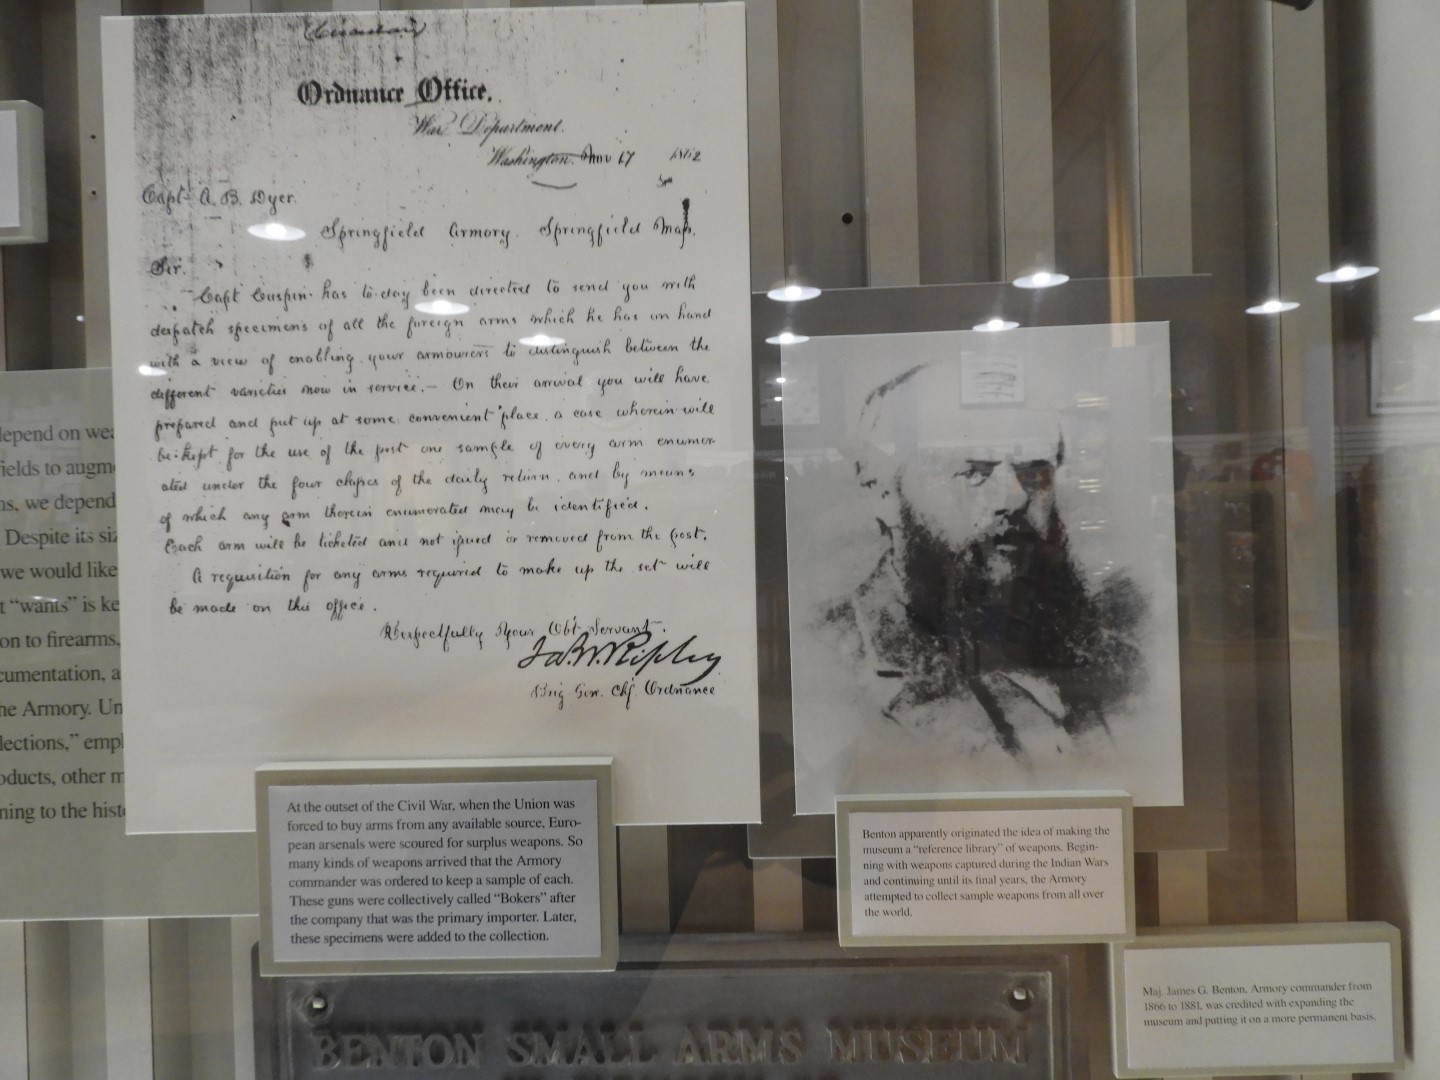 Ordnance Office.
War Department.
Washington. Nov 17 1862
Capt A. B. Dyer.
Springfield Armory. Springfield Mass.
Sir.
Capt Crispin has to-day been directed to send you with
despatch specimens of all the foreign arms which he has on hand
with a view of enabling your armourers to distinguish between the
different varieties now in service. — On their arrival you will have
prepared and put up at some convenient place, a case wherein will
be kept for the use of the post one sample of every arm enumer-
ated under the four classes of the daily return, and by means
of which any arm therein enumerated may be identified.
Each arm will be ticketed and not issued or removed from the post.
A requisition for any arms required to make up the set will
be made on this office.
Respectfully Your Obt Servant.
Jas W. Ripley
Brig Gen. Chf. Ordnance
depend on
fields to augm
ns, we depend
Despite its siz
we would like
t "wants" is ke
on to firearms,
cumentation, a
he Armory. Un
lections," empl
oducts, other m
ning to the histo
At the outset of the Civil War, when the Union was
forced to buy arms from any available source, Euro-
pean arsenals were scoured for surplus weapons. So
many kinds of weapons arrived that the Armory
commander was ordered to keep a sample of each.
These guns were collectively called "Bokers" after
the company that was the primary importer. Later,
these specimens were added to the collection.
Benton apparently originated the idea of making the
museum a "reference library" of weapons. Begin-
ning with weapons captured during the Indian Wars
and continuing until its final years, the Armory
attempted to collect sample weapons from all over
the world.
Maj. James G. Benton, Armory commander from
1866 to 1881, was credited with expanding the
museum and putting it on a more permanent basis.
BENTON SMALL ARMS MUSEUM